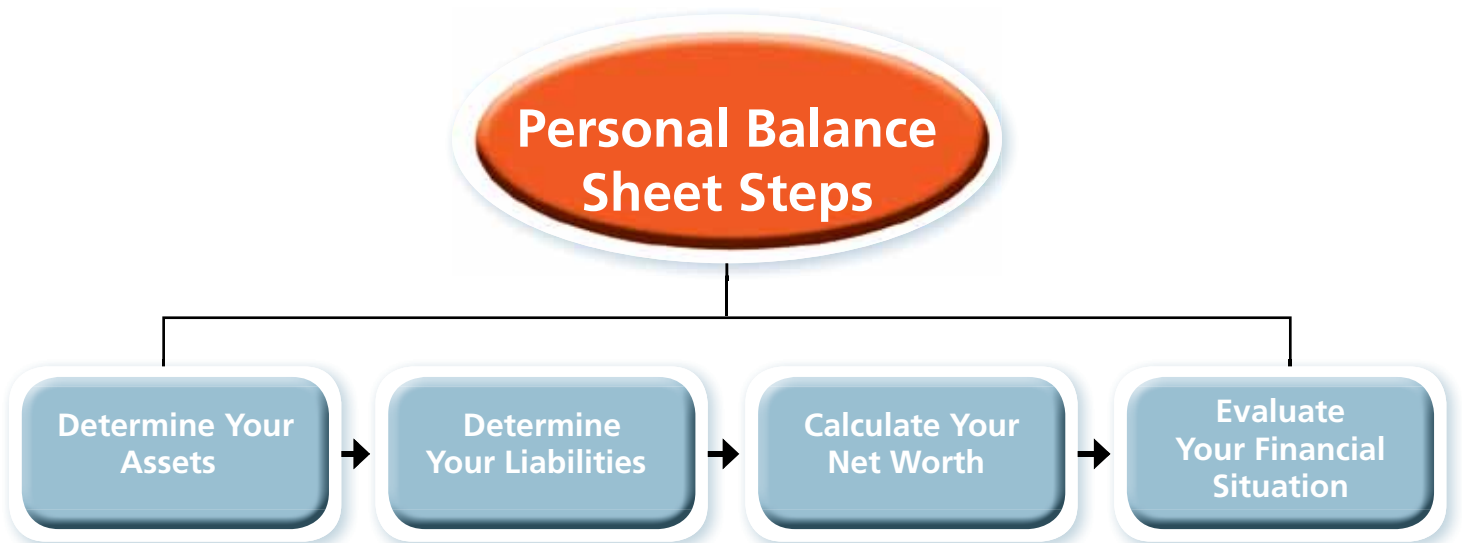 Personal Balance
Sheet Steps
Determine Your
Assets
Determine
Your Liabilities
Calculate Your
Net Worth
Evaluate
Your Financial
Situation